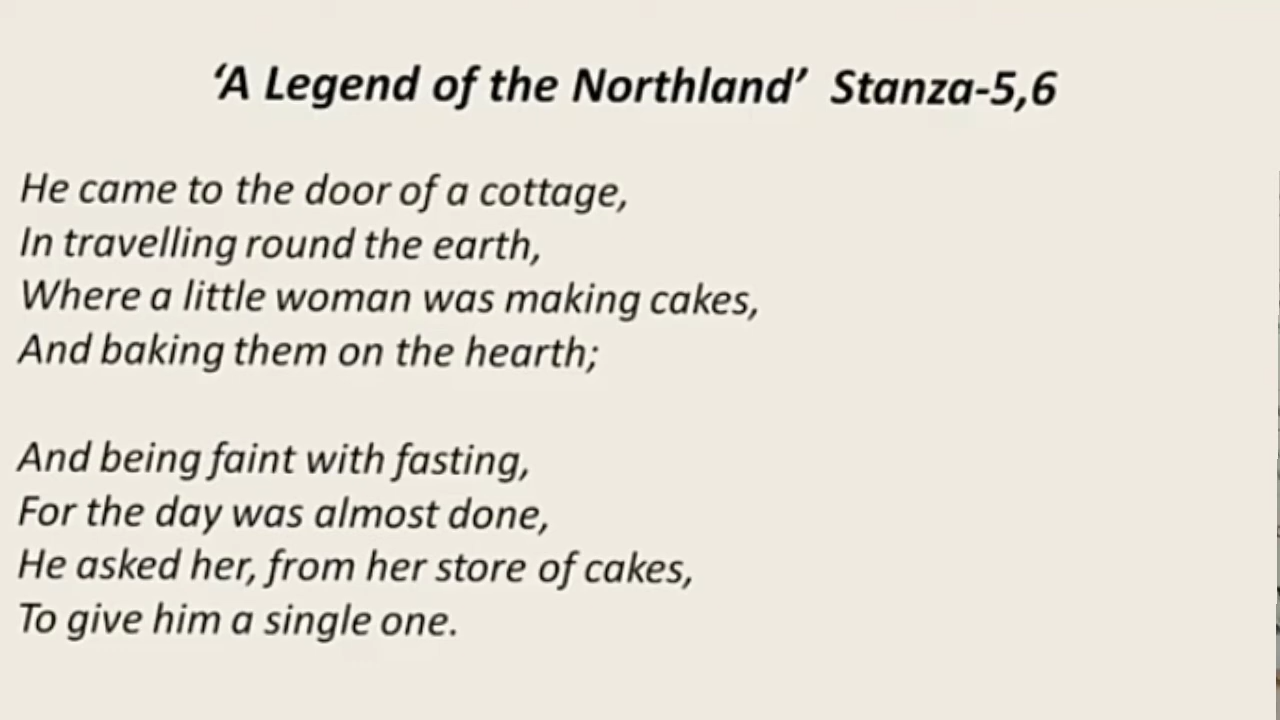 ‘A Legend of the Northland’ Stanza-5,6
He came to the door of a cottage,
In travelling round the earth,
Where a little woman was making cakes,
And baking them on the hearth;
And being faint with fasting,
For the day was almost done,
He asked her, from her store of cakes,
To give him a single one.